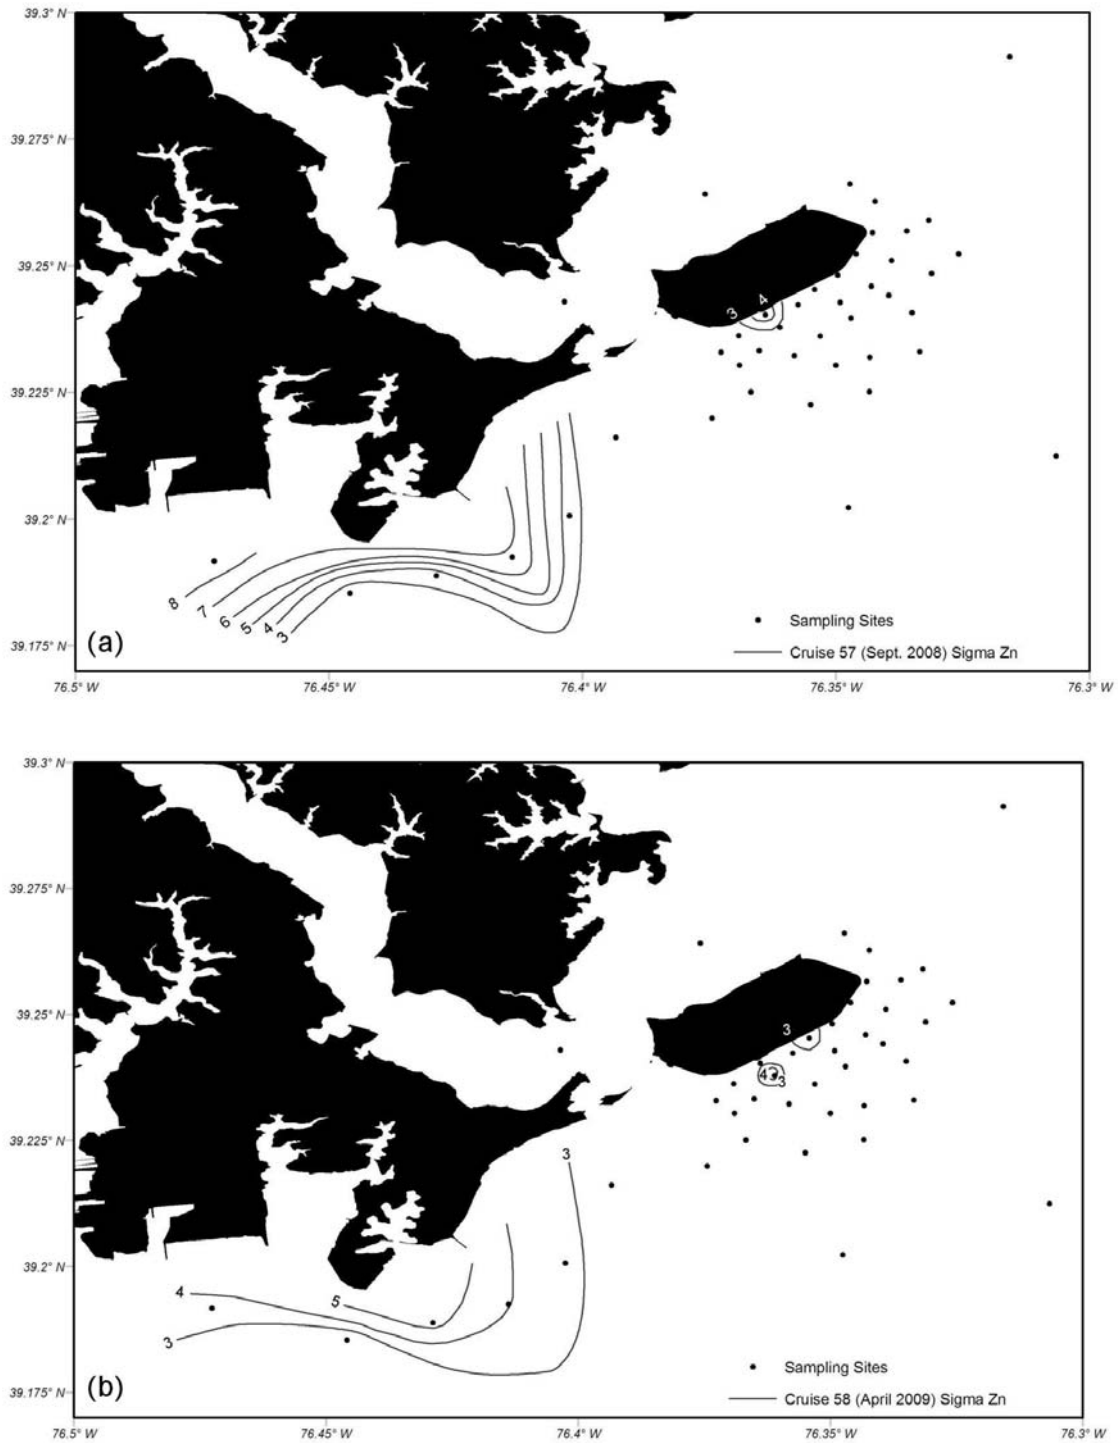 39.3° N
39.275° N
39.25° N
39.225° N
39.2° N
39.175° N
3
4
8
7
6
5
4
3
(a)
Sampling Sites
Cruise 57 (Sept. 2008) Sigma Zn
76.5° W
76.45° W
76.4° W
76.35° W
76.3° W
39.3° N
39.275° N
39.25° N
39.225° N
39.2° N
39.175° N
3
4
3
3
4
5
3
(b)
Sampling Sites
Cruise 58 (April 2009) Sigma Zn
76.5° W
76.45° W
76.4° W
76.35° W
76.3° W